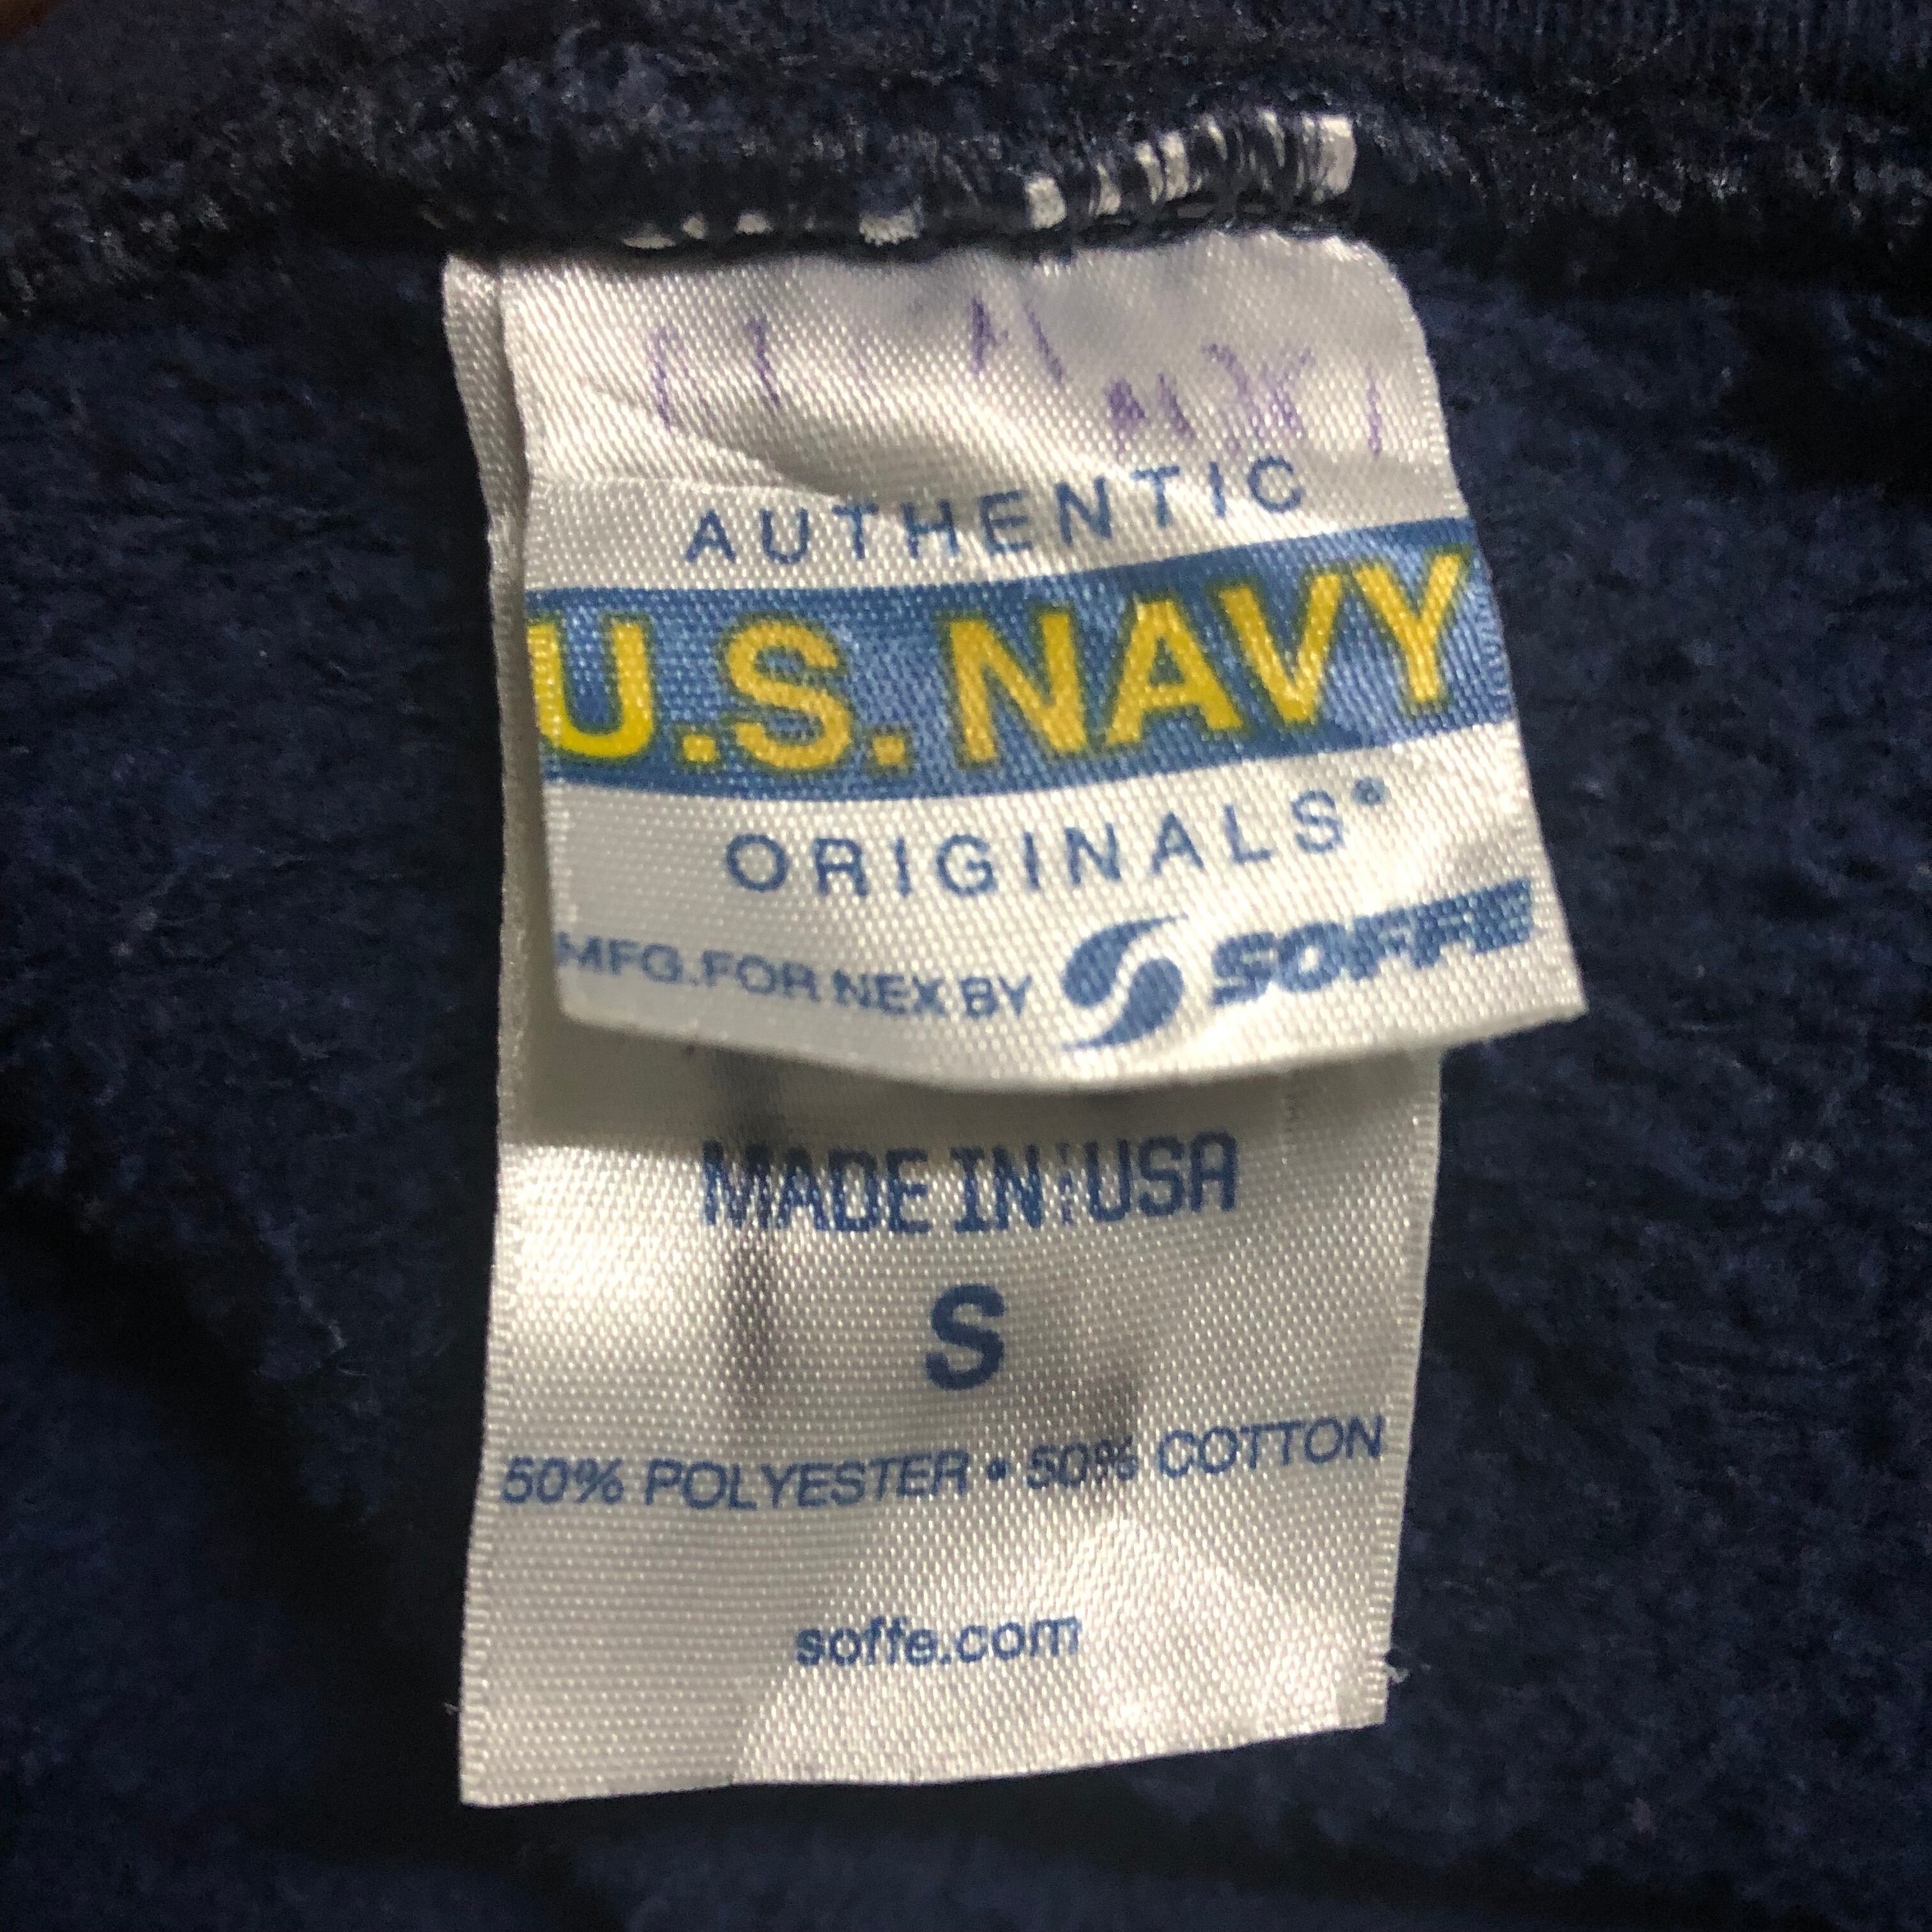 AUTHENTIC
U.S. NAVY
ORIGINALS®
MFG. FOR NEX BY SOFFE
MADE IN USA
S
50% POLYESTER • 50% COTTON
soffe.com